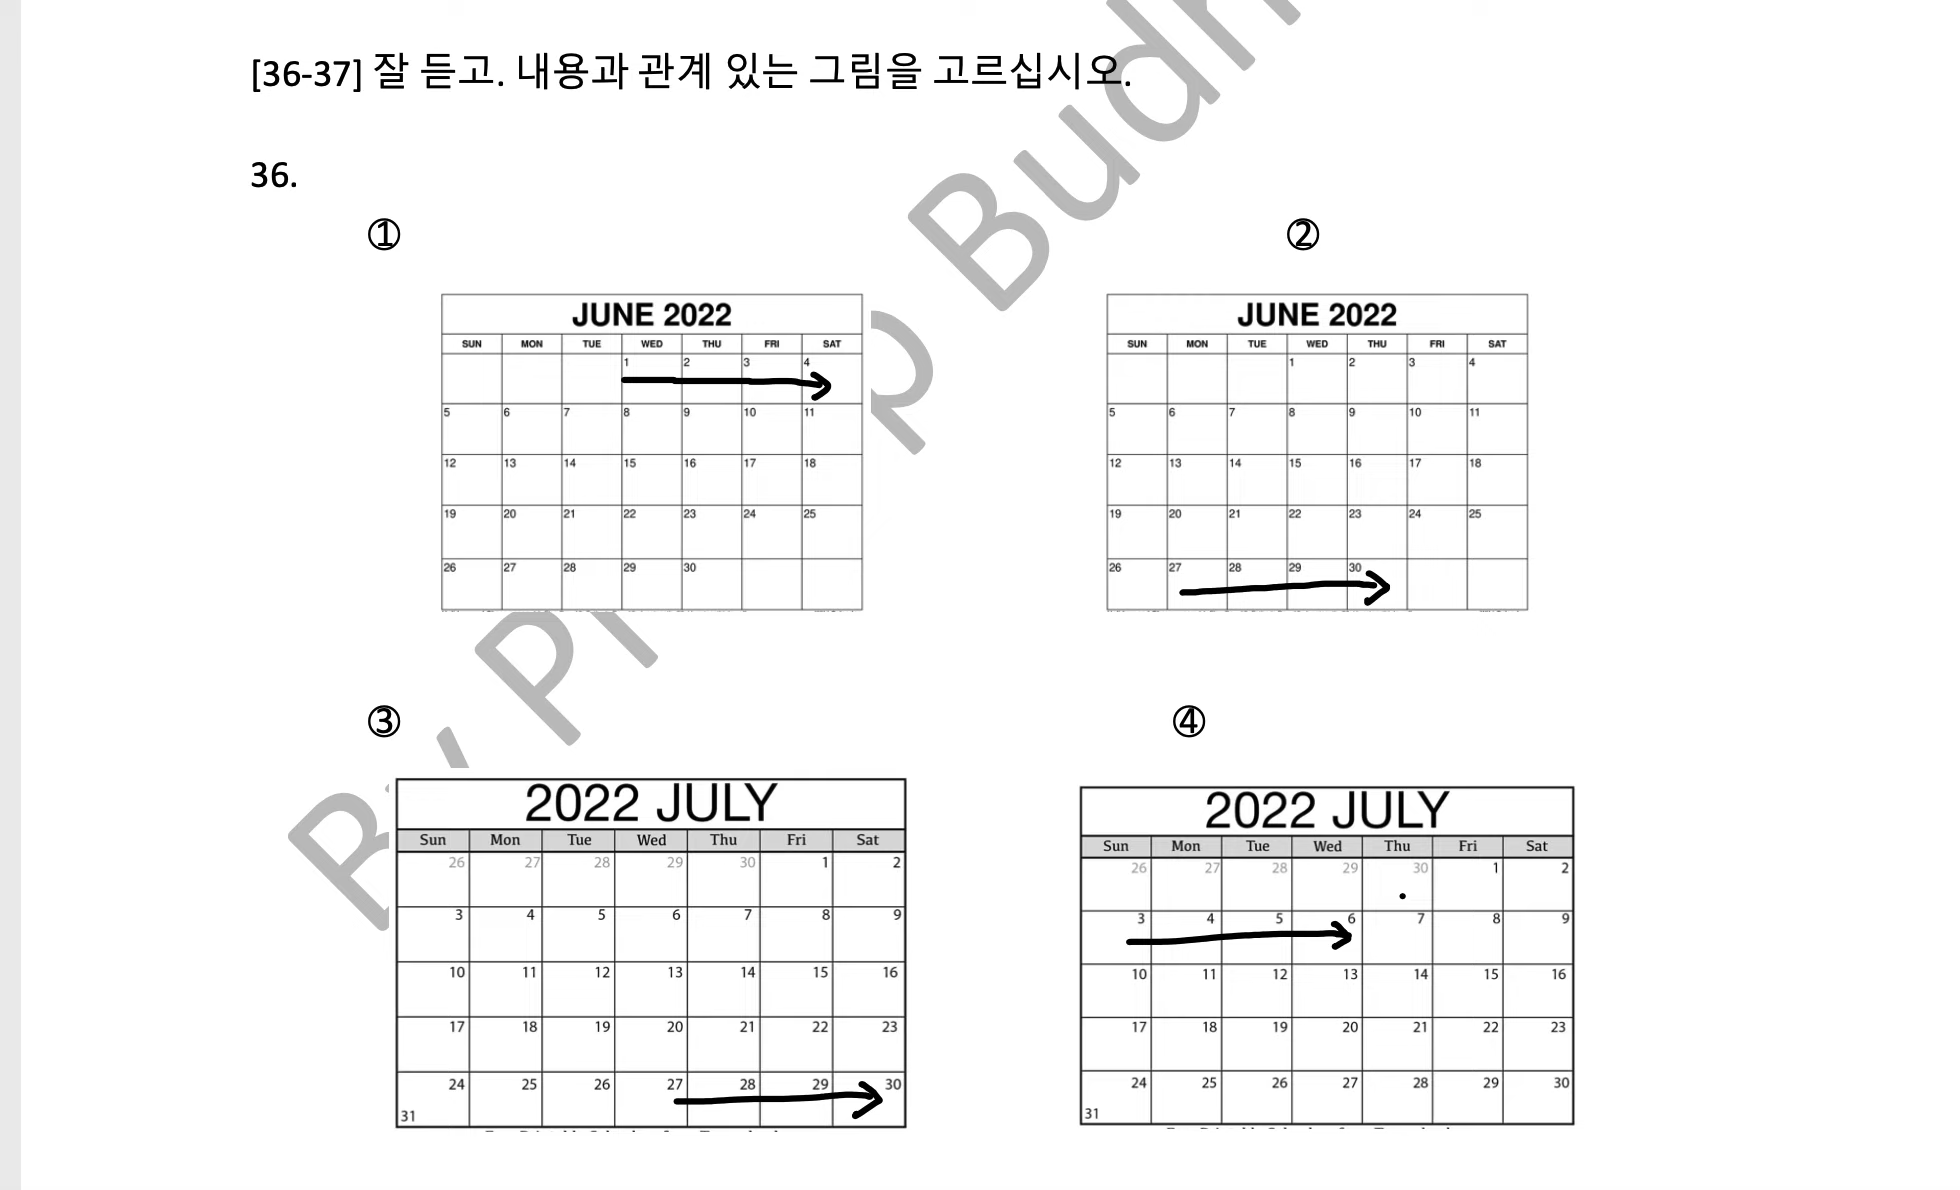 [36-37] 잘 듣고. 내용과 관계 있는 그림을 고르십시오.
36.
①
JUNE 2022
SUN MON TUE WED THU FRI SAT
1 2 3 4
5 6 7 8 9 10 11
12 13 14 15 16 17 18
19 20 21 22 23 24 25
26 27 28 29 30
②
JUNE 2022
SUN MON TUE WED THU FRI SAT
1 2 3 4
5 6 7 8 9 10 11
12 13 14 15 16 17 18
19 20 21 22 23 24 25
26 27 28 29 30
③
2022 JULY
Sun Mon Tue Wed Thu Fri Sat
26 27 28 29 30 1 2
3 4 5 6 7 8 9
10 11 12 13 14 15 16
17 18 19 20 21 22 23
24 25 26 27 28 29 30
31
④
2022 JULY
Sun Mon Tue Wed Thu Fri Sat
26 27 28 29 30 1 2
3 4 5 6 7 8 9
10 11 12 13 14 15 16
17 18 19 20 21 22 23
24 25 26 27 28 29 30
31